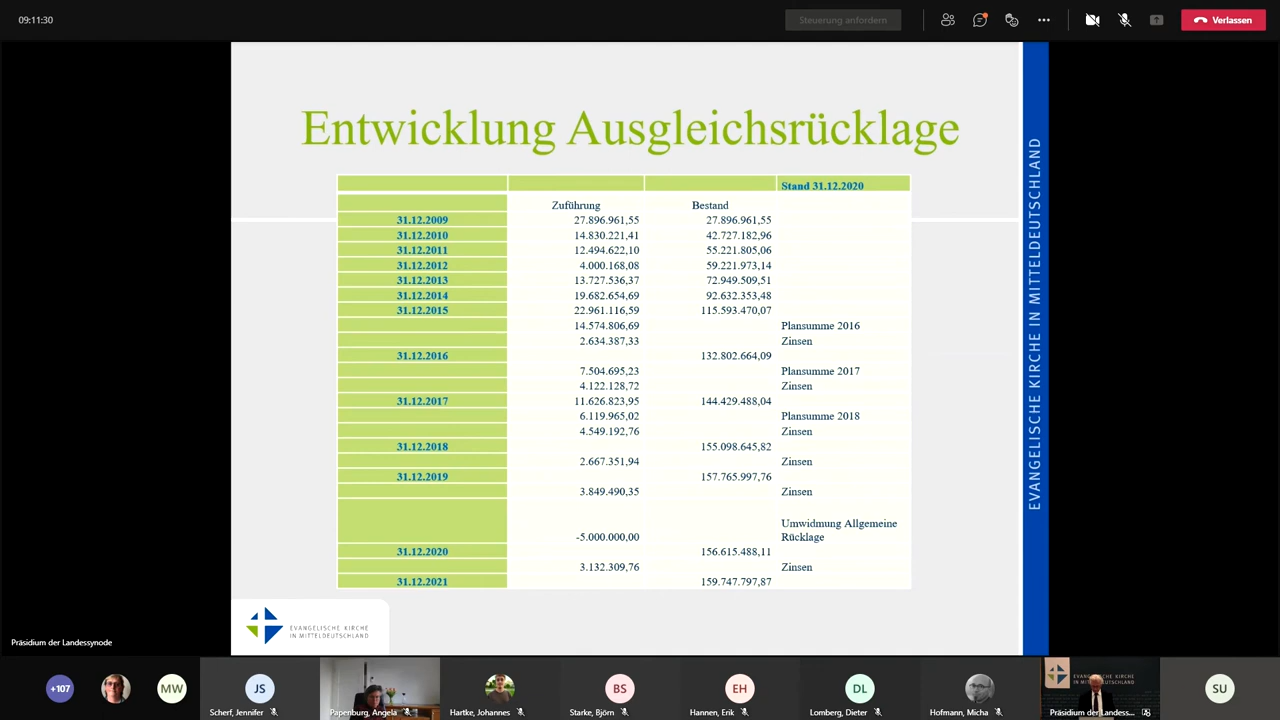 09:11:30
Steuerung anfordern
Verlassen
Entwicklung Ausgleichsrücklage
Stand 31.12.2020
Zuführung Bestand
31.12.2009 27.896.961,55 27.896.961,55
31.12.2010 14.830.221,41 42.727.182,96
31.12.2011 12.494.622,10 55.221.805,06
31.12.2012 4.000.168,08 59.221.973,14
31.12.2013 13.727.536,37 72.949.509,51
31.12.2014 19.682.654,69 92.632.353,48
31.12.2015 22.961.116,59 115.593.470,07
14.574.806,69 Plansumme 2016
2.634.387,33 Zinsen
31.12.2016 132.802.664,09
7.504.695,23 Plansumme 2017
4.122.128,72 Zinsen
31.12.2017 11.626.823,95 144.429.488,04
6.119.965,02 Plansumme 2018
4.549.192,76 Zinsen
31.12.2018 155.098.645,82
2.667.351,94 Zinsen
31.12.2019 157.765.997,76
3.849.490,35 Zinsen
Umwidmung Allgemeine
-5.000.000,00 Rücklage
31.12.2020 156.615.488,11
3.132.309,76 Zinsen
31.12.2021 159.747.797,87
EVANGELISCHE KIRCHE IN MITTELDEUTSCHLAND
EVANGELISCHE KIRCHE
IN MITTELDEUTSCHLAND
Präsidium der Landessynode
+107
MW
JS
Scherf, Jennifer
Papenburg, Angela
Hartke, Johannes
BS
Starke, Björn
EH
Hannen, Erik
DL
Lomberg, Dieter
Hofmann, Micha
EVANGELISCHE KIRCHE
IN MITTELDEUTSCHLAND
Präsidium der Landess...
SU